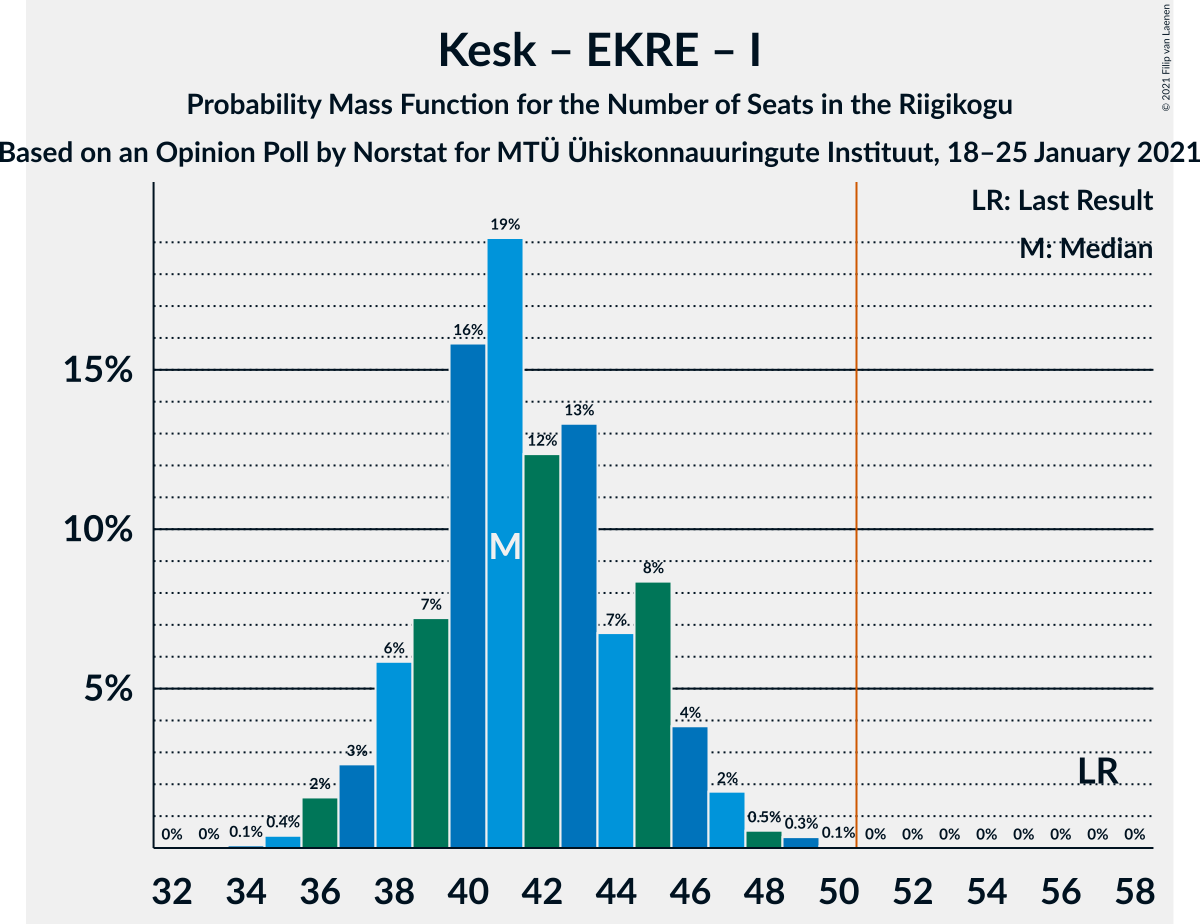 Kesk – EKRE – I
Probability Mass Function for the Number of Seats in the Riigikogu
Based on an Opinion Poll by Norstat for MTÜ Ühiskonnauuringute Instituut, 18–25 January 2021
© 2021 Filip van Laenen
LR: Last Result
M: Median
15%
10%
5%
0% 0% 0.1% 0.4% 2% 3% 6% 7% 16% 19% 12% 13% 7% 8% 4% 2% 0.5% 0.3% 0.1% 0% 0% 0% 0% 0% 0% 0% 0%
M
LR
32 34 36 38 40 42 44 46 48 50 52 54 56 58